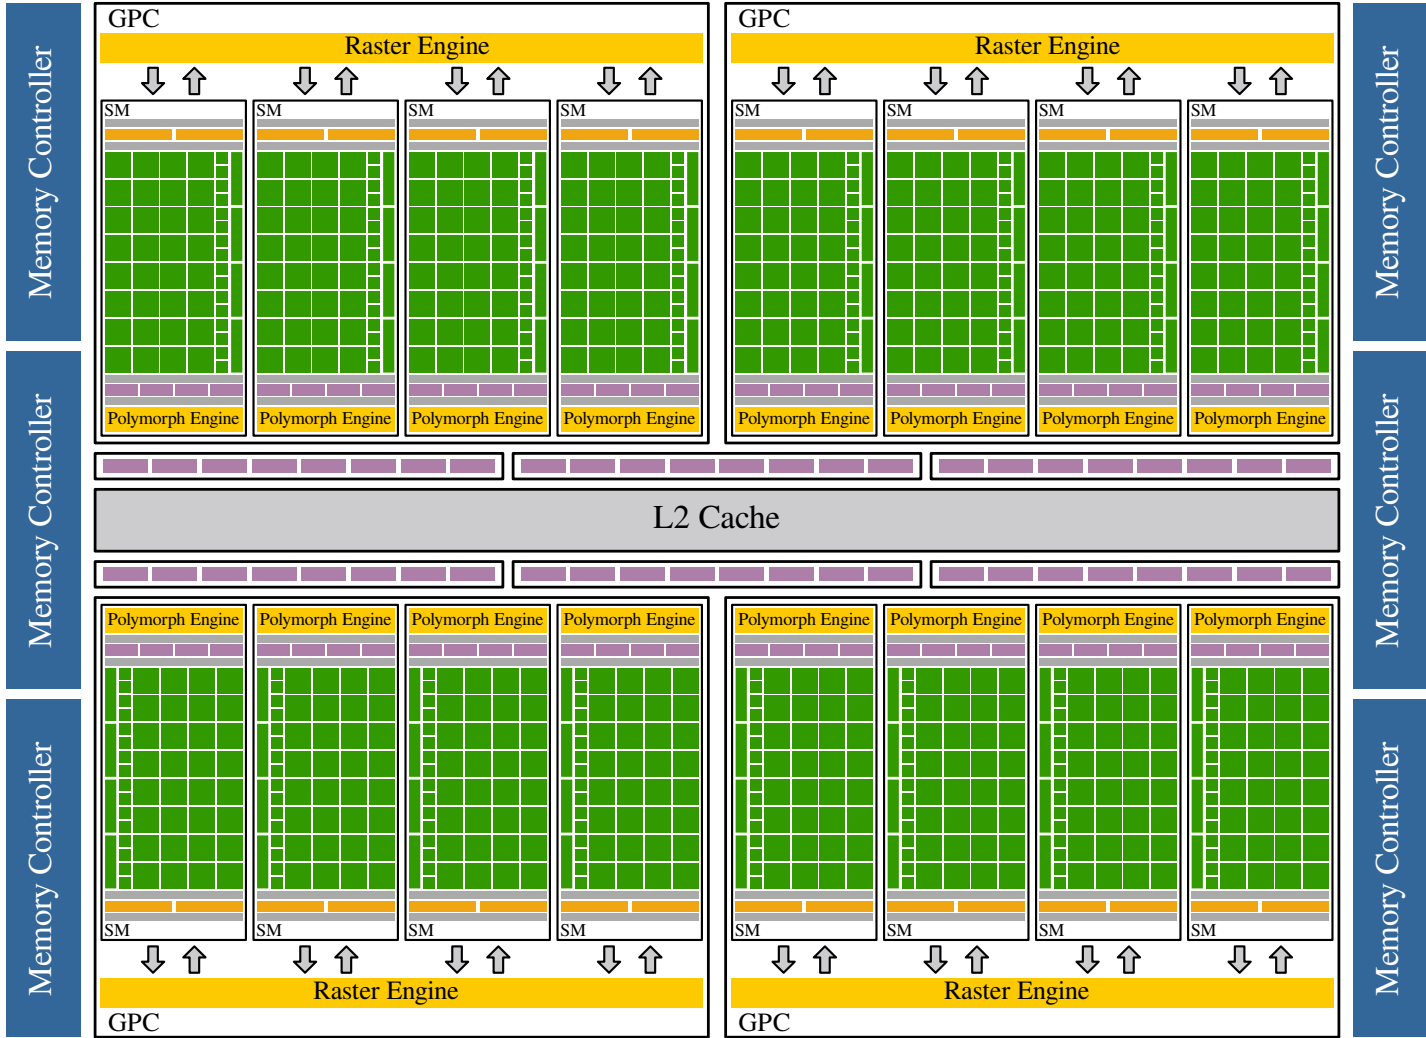 Memory Controller
Memory Controller
Memory Controller
GPC
Raster Engine
SM
SM
SM
SM
Polymorph Engine
Polymorph Engine
Polymorph Engine
Polymorph Engine
GPC
Raster Engine
SM
SM
SM
SM
Polymorph Engine
Polymorph Engine
Polymorph Engine
Polymorph Engine
L2 Cache
Polymorph Engine
Polymorph Engine
Polymorph Engine
Polymorph Engine
SM
SM
SM
SM
Raster Engine
GPC
Polymorph Engine
Polymorph Engine
Polymorph Engine
Polymorph Engine
SM
SM
SM
SM
Raster Engine
GPC
Memory Controller
Memory Controller
Memory Controller